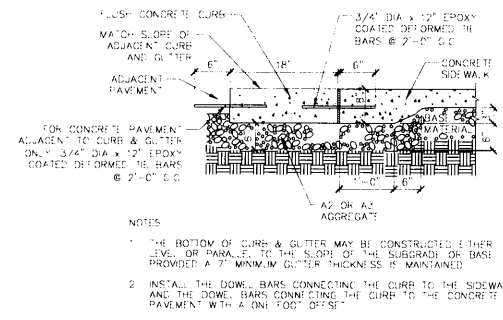 FLUSH CONCRETE CURB
MATCH SLOPE OF
ADJACENT CURB
AND GUTTER
ADJACENT
PAVEMENT
6" 18" 6"
3/4" DIA x 12" EPOXY
COATED DEFORMED TIE
BARS @ 2'-0" O.C.
CONCRETE
SIDEWALK
BASE
MATERIAL
FOR CONCRETE PAVEMENT
ADJACENT TO CURB & GUTTER
ONLY 3/4" DIA x 12" EPOXY
COATED DEFORMED TIE BARS
@ 2'-0" O.C.
1'-0" 6"
A2 OR A3
AGGREGATE
NOTES
1 THE BOTTOM OF CURB & GUTTER MAY BE CONSTRUCTED EITHER
LEVEL OR PARALLEL TO THE SLOPE OF THE SUBGRADE OR BASE
PROVIDED A 7" MINIMUM GUTTER THICKNESS IS MAINTAINED
2 INSTALL THE DOWEL BARS CONNECTING THE CURB TO THE SIDEWA
AND THE DOWEL BARS CONNECTING THE CURB TO THE CONCRETE
PAVEMENT WITH A ONE FOOT OFFSET